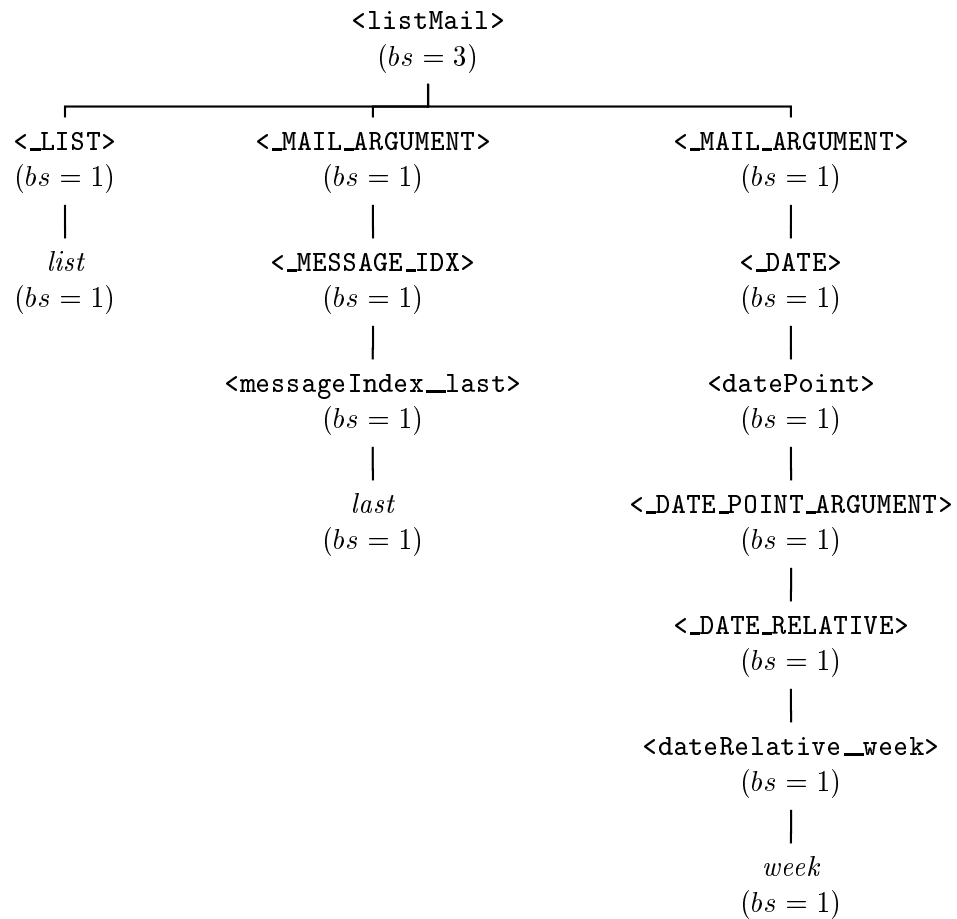 <listMail>
(bs = 3)
<_LIST> <_MAIL_ARGUMENT> <_MAIL_ARGUMENT>
(bs = 1) (bs = 1) (bs = 1)
list <_MESSAGE_IDX> <_DATE>
(bs = 1) (bs = 1) (bs = 1)
<messageIndex_last> <datePoint>
(bs = 1) (bs = 1)
last <_DATE_POINT_ARGUMENT>
(bs = 1) (bs = 1)
<_DATE_RELATIVE>
(bs = 1)
<dateRelative_week>
(bs = 1)
week
(bs = 1)